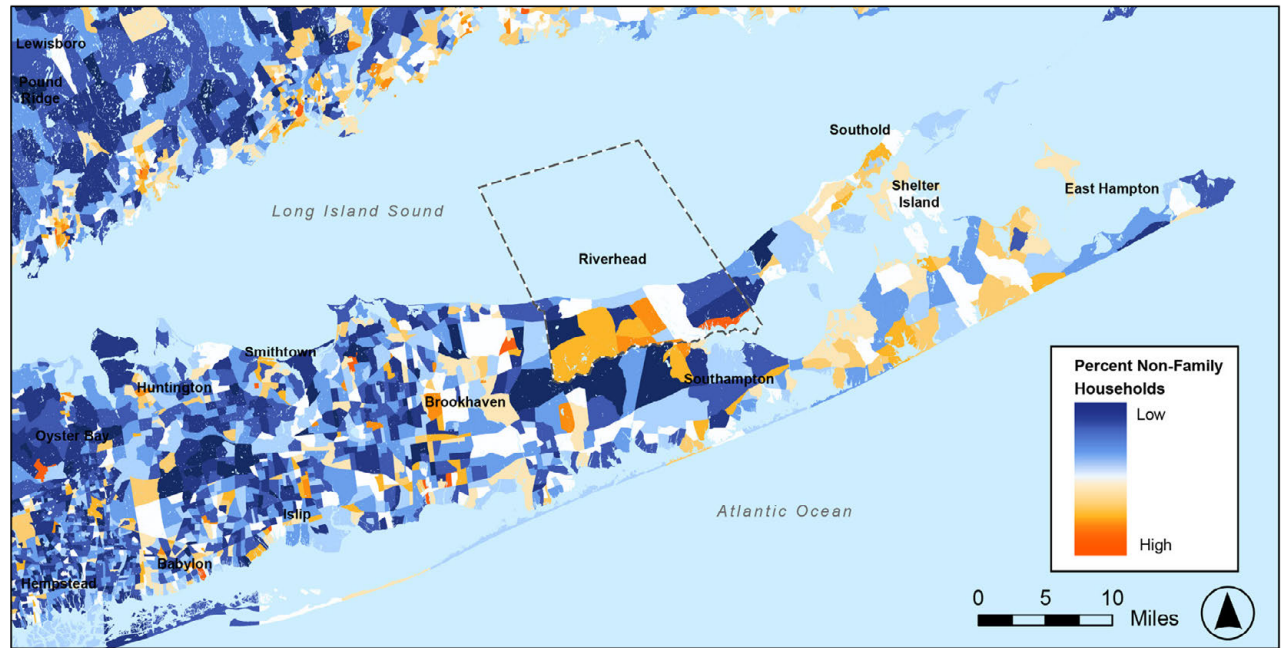 Lewisboro
Pound
Ridge
Southold
Shelter
Island
East Hampton
Long Island Sound
Riverhead
Smithtown
Huntington
Southampton
Brookhaven
Oyster Bay
Islip
Atlantic Ocean
Babylon
Hempstead
Percent Non-Family
Households
Low
High
0 5 10
Miles